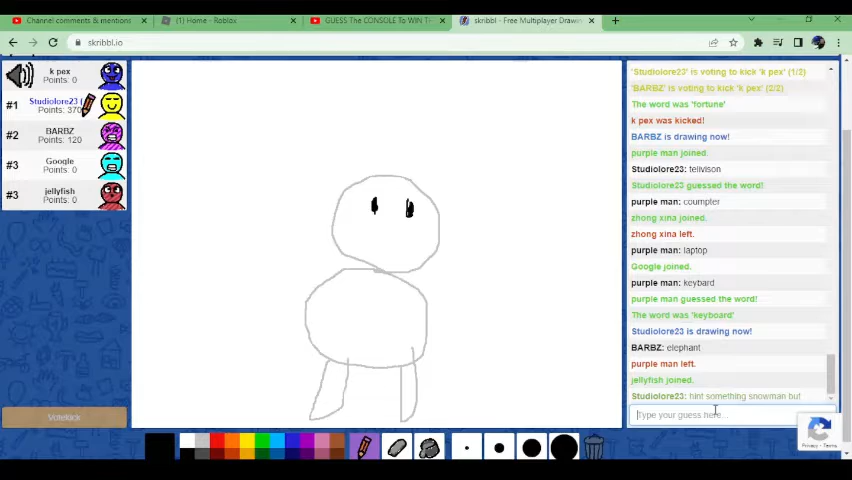 Channel comments & mentions
(1) Home - Roblox
GUESS The CONSOLE To WIN T
skribbl - Free Multiplayer Drawin
skribbl.io
k pex
Points: 0
#1 Studiolore23 (
Points: 370
#2 BARBZ
Points: 120
#3 Google
Points: 0
#3 jellyfish
Points: 0
Votekick
'Studiolore23' is voting to kick 'k pex' (1/2)
'BARBZ' is voting to kick 'k pex' (2/2)
The word was 'fortune'
k pex was kicked!
BARBZ is drawing now!
purple man joined.
Studiolore23: telivison
Studiolore23 guessed the word!
purple man: coumpter
zhong xina joined.
zhong xina left.
purple man: laptop
Google joined.
purple man: keybard
purple man guessed the word!
The word was 'keyboard'
Studiolore23 is drawing now!
BARBZ: elephant
purple man left.
jellyfish joined.
Studiolore23: hint something snowman but
Type your guess here...
Privacy - Terms